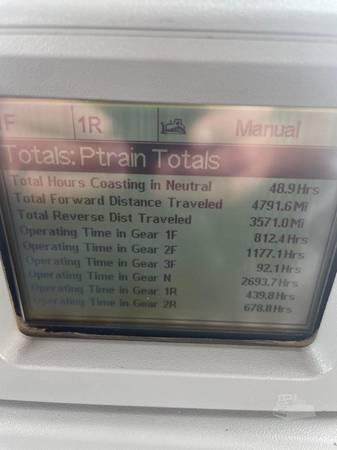 F 1R Manual
Totals: Ptrain Totals
Total Hours Coasting in Neutral 48.9Hrs
Total Forward Distance Traveled 4791.6Mi
Total Reverse Dist Traveled 3571.0Mi
Operating Time in Gear 1F 812.4Hrs
Operating Time in Gear 2F 1177.1Hrs
Operating Time in Gear 3F 92.1Hrs
Operating Time in Gear N 2693.7Hrs
Operating Time in Gear 1R 439.8Hrs
Operating Time in Gear 2R 678.8Hrs